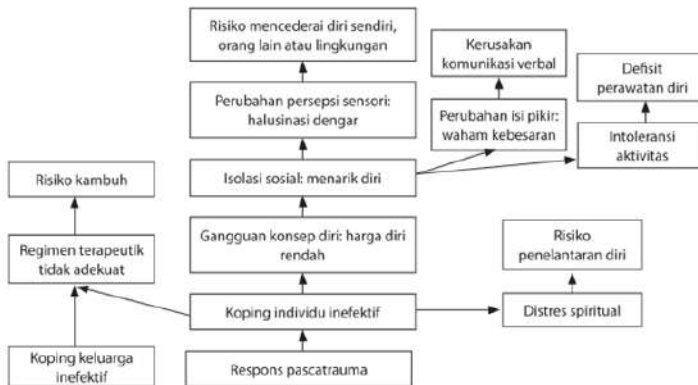 Risiko mencederai diri sendiri,
orang lain atau lingkungan
Kerusakan
komunikasi verbal
Defisit
perawatan diri
Perubahan persepsi sensori:
halusinasi dengar
Perubahan isi pikir:
waham kebesaran
Intoleransi
aktivitas
Risiko kambuh
Isolasi sosial: menarik diri
Regimen terapeutik
tidak adekuat
Gangguan konsep diri: harga diri
rendah
Risiko
penelantaran diri
Koping individu inefektif
Distres spiritual
Koping keluarga
inefektif
Respons pascatrauma